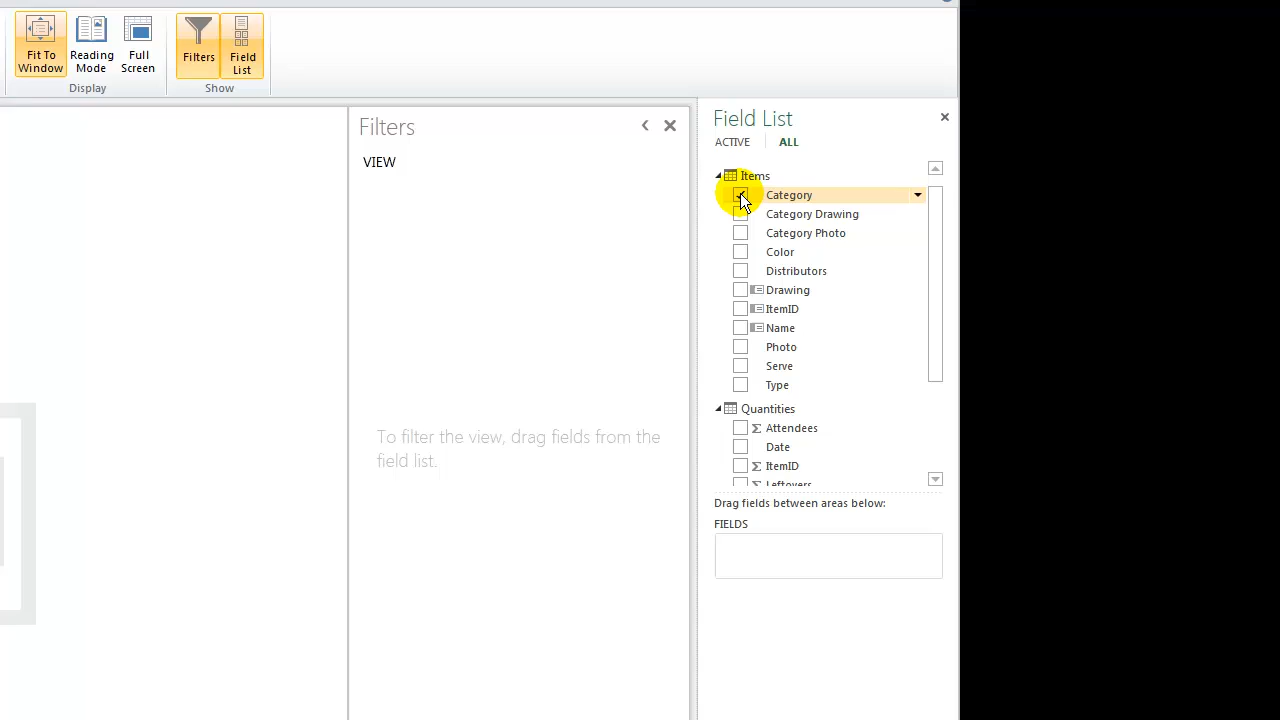 Fit To Window
Reading Mode
Full Screen
Filters
Field List
Display
Show
Filters
VIEW
To filter the view, drag fields from the
field list.
Field List
ACTIVE
ALL
Items
Category
Category Drawing
Category Photo
Color
Distributors
Drawing
ItemID
Name
Photo
Serve
Type
Quantities
Σ Attendees
Date
Σ ItemID
Σ Leftovers
Drag fields between areas below:
FIELDS